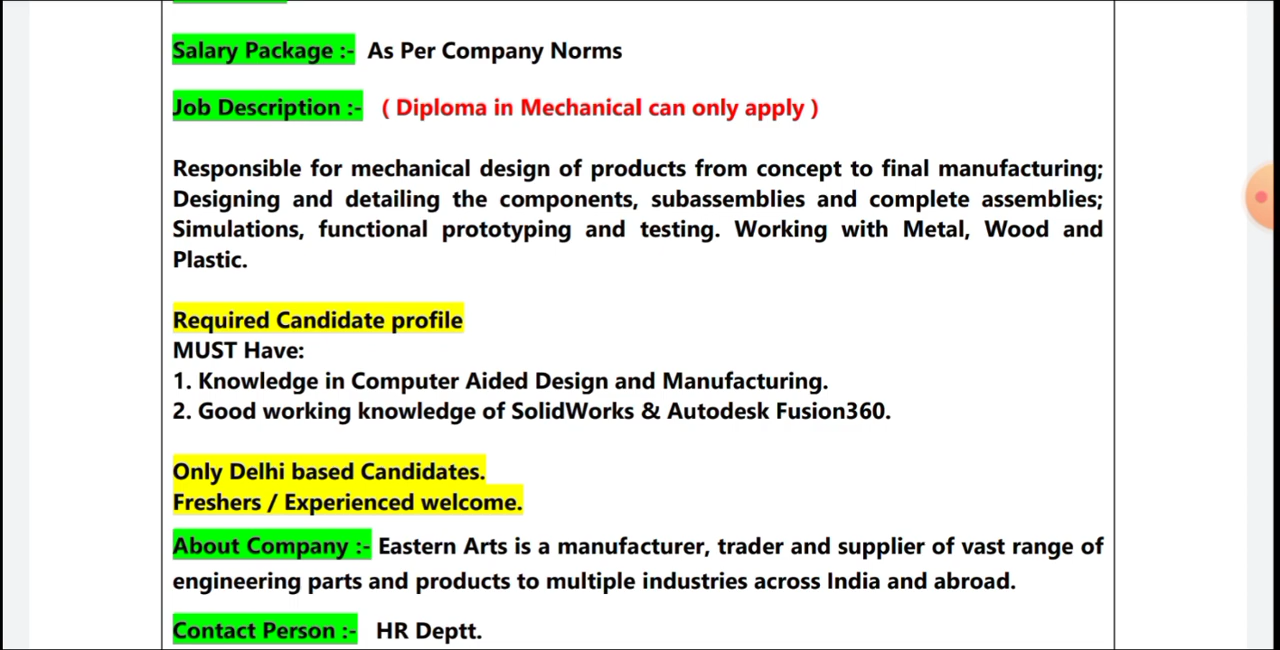 Salary Package :- As Per Company Norms
Job Description :- ( Diploma in Mechanical can only apply )
Responsible for mechanical design of products from concept to final manufacturing;
Designing and detailing the components, subassemblies and complete assemblies;
Simulations, functional prototyping and testing. Working with Metal, Wood and
Plastic.
Required Candidate profile
MUST Have:
1. Knowledge in Computer Aided Design and Manufacturing.
2. Good working knowledge of SolidWorks & Autodesk Fusion360.
Only Delhi based Candidates.
Freshers / Experienced welcome.
About Company :- Eastern Arts is a manufacturer, trader and supplier of vast range of
engineering parts and products to multiple industries across India and abroad.
Contact Person :- HR Deptt.